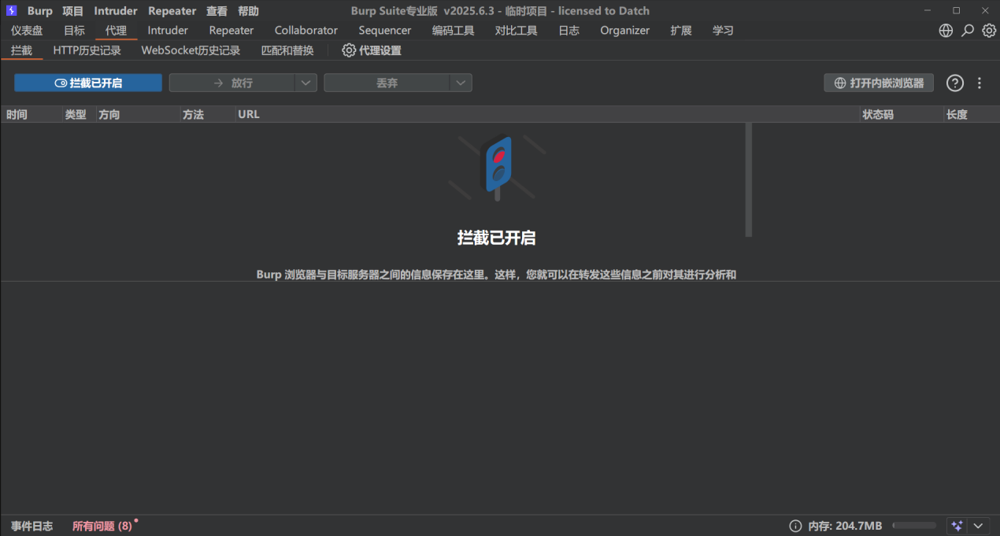 Burp 项目 Intruder Repeater 查看 帮助 Burp Suite专业版 v2025.6.3 - 临时项目 - licensed to Datch
仪表盘 目标 代理 Intruder Repeater Collaborator Sequencer 编码工具 对比工具 日志 Organizer 扩展 学习
拦截 HTTP历史记录 WebSocket历史记录 匹配和替换 代理设置
拦截已开启 放行 丢弃 打开内嵌浏览器
时间 类型 方向 方法 URL 状态码 长度
拦截已开启
Burp 浏览器与目标服务器之间的信息保存在这里。这样，您就可以在转发这些信息之前对其进行分析和
事件日志 所有问题 (8) 内存: 204.7MB